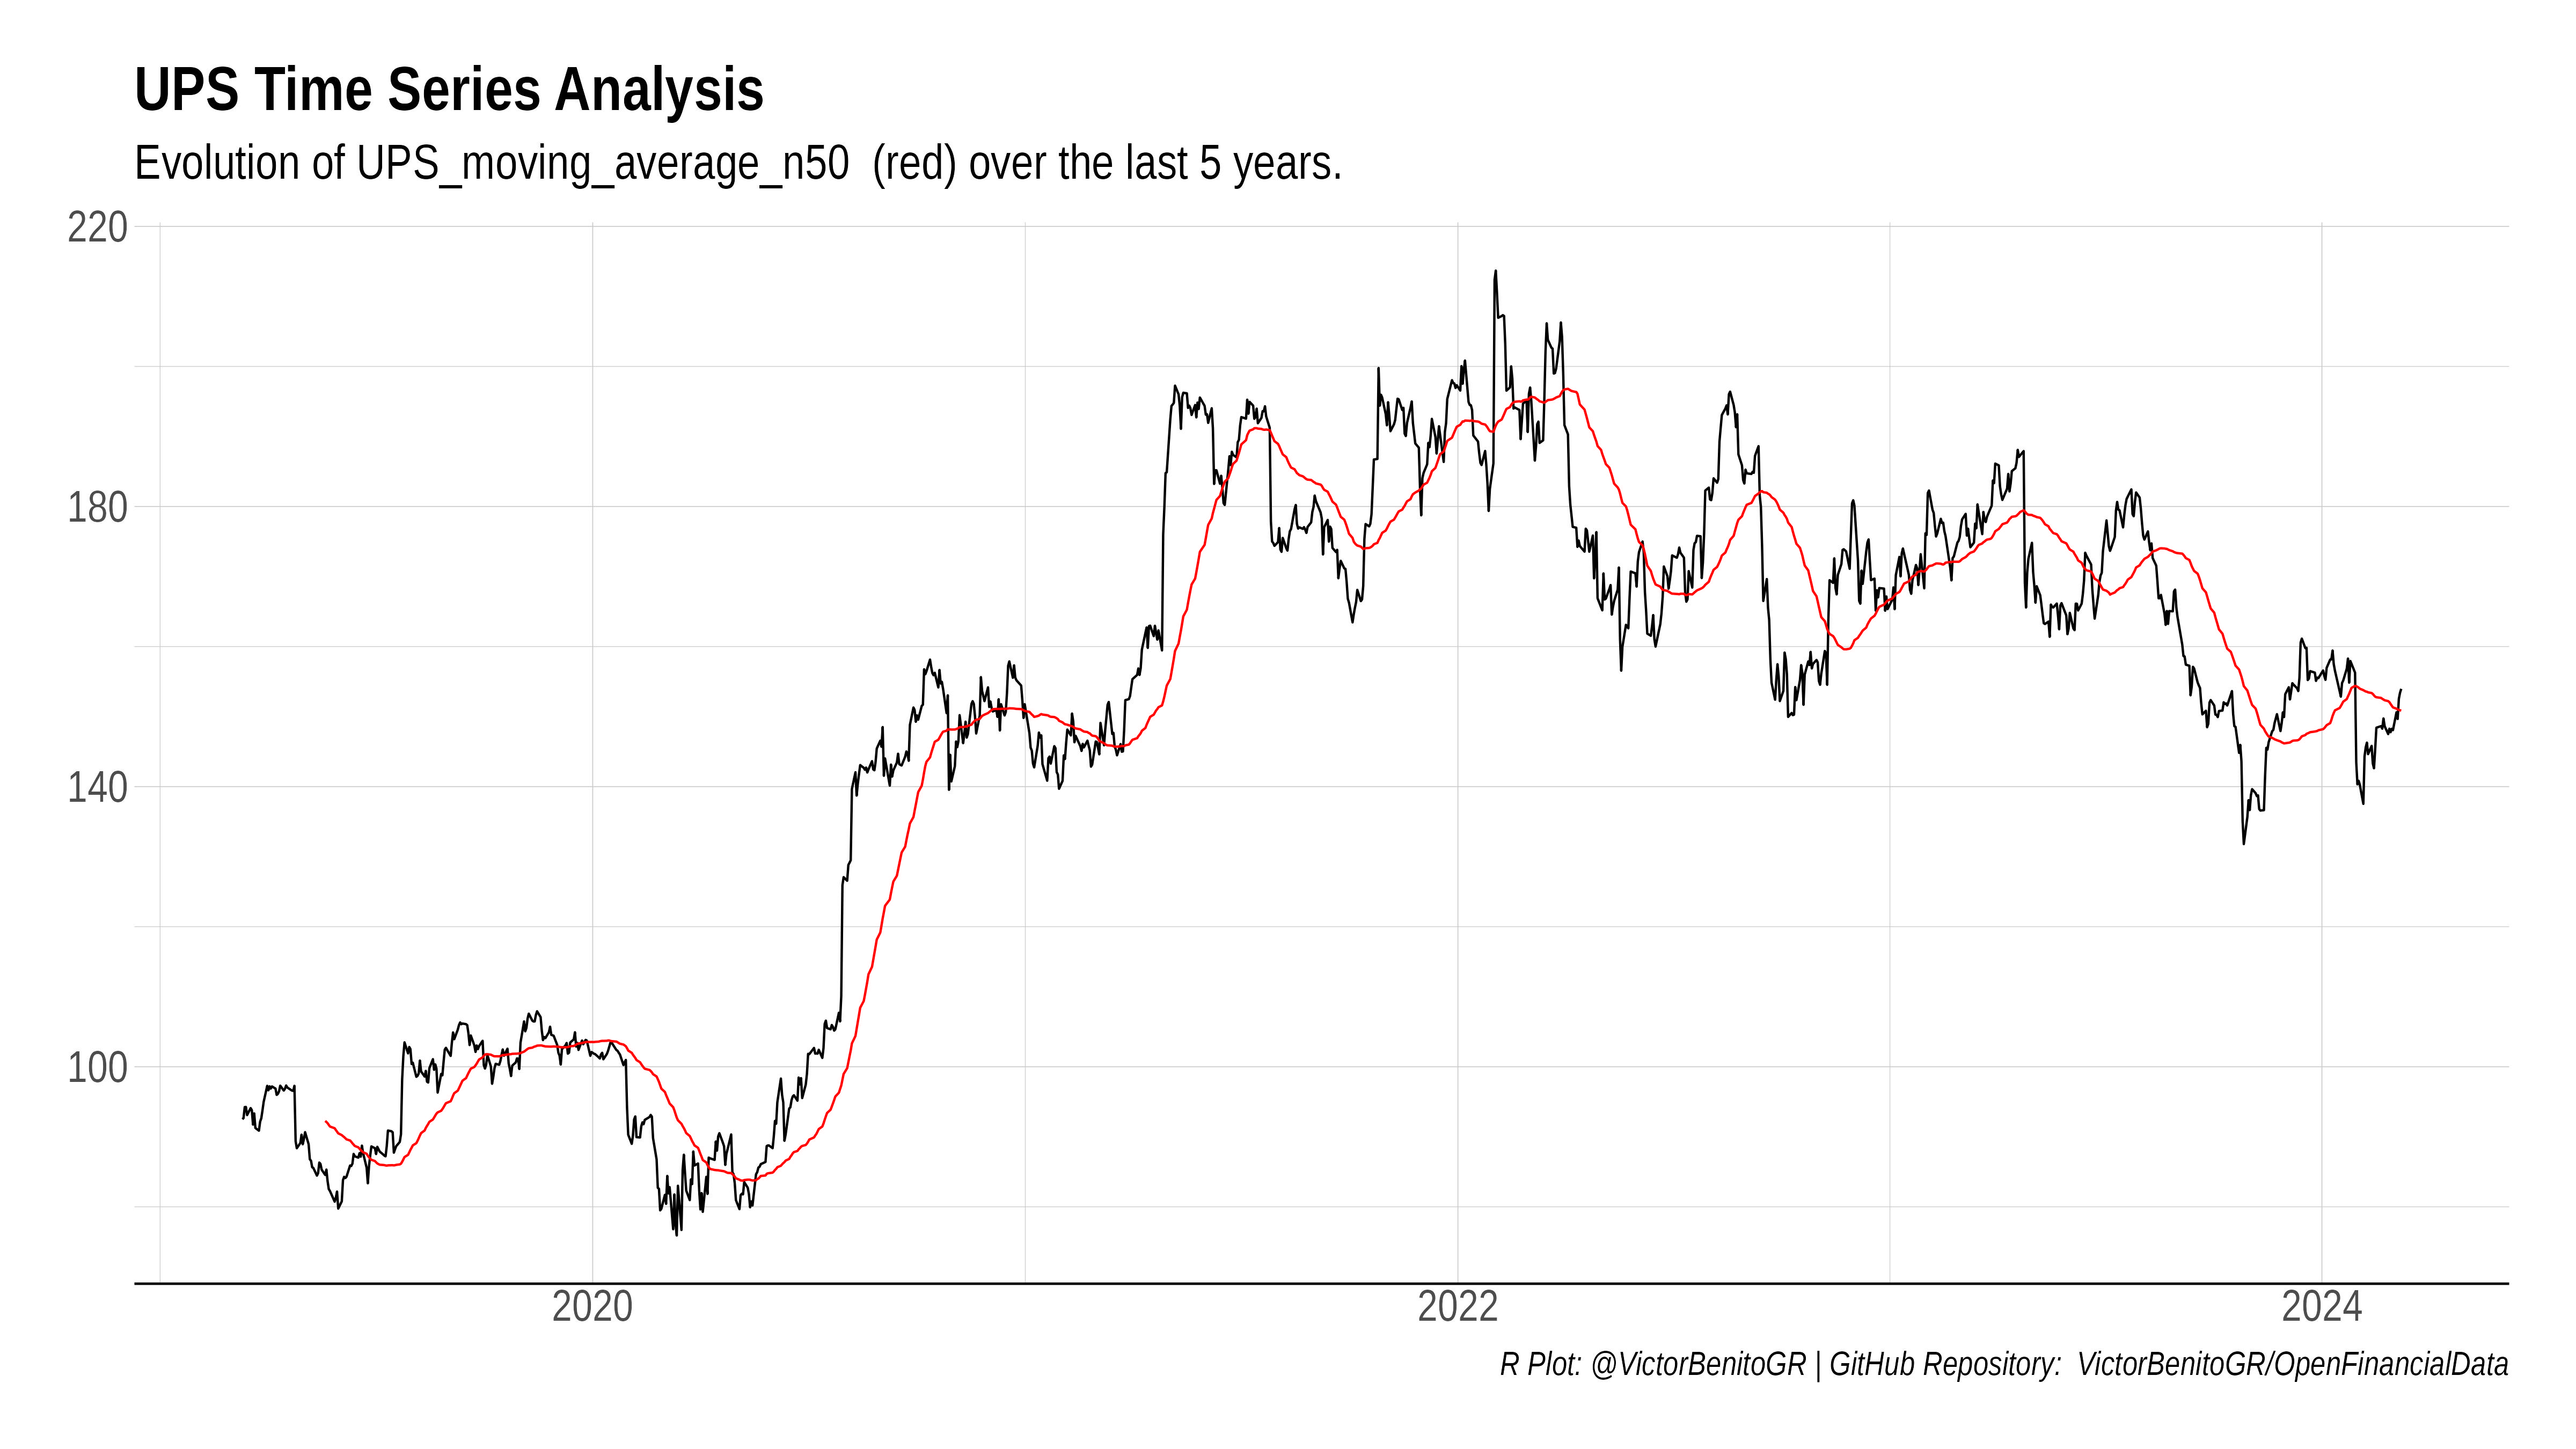 UPS Time Series Analysis
Evolution of UPS_moving_average_n50  (red) over the last 5 years.
220
180
140
100
2020
2022
2024
R Plot: @VictorBenitoGR | GitHub Repository:  VictorBenitoGR/OpenFinancialData